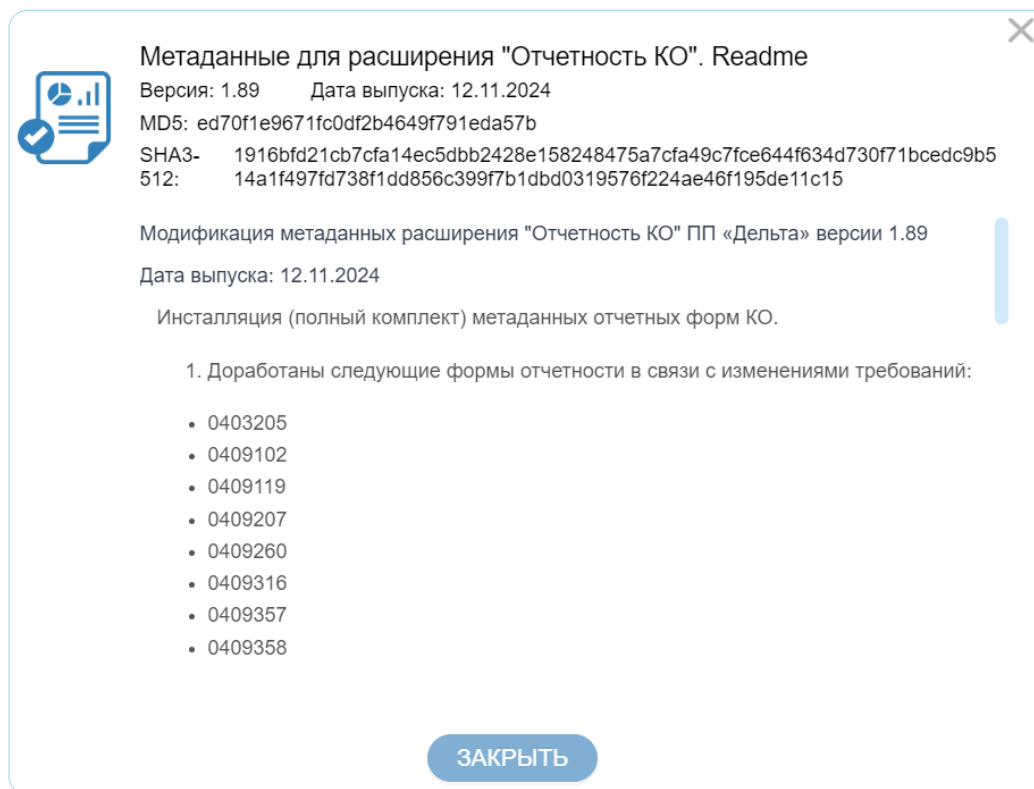 Метаданные для расширения "Отчетность КО". Readme
Версия: 1.89 Дата выпуска: 12.11.2024
MD5: ed70f1e9671fc0df2b4649f791eda57b
SHA3- 1916bfd21cb7cfa14ec5dbb2428e158248475a7cfa49c7fce644f634d730f71bcedc9b5
512: 14a1f497fd738f1dd856c399f7b1dbd0319576f224ae46f195de11c15
Модификация метаданных расширения "Отчетность КО" ПП «Дельта» версии 1.89
Дата выпуска: 12.11.2024
Инсталляция (полный комплект) метаданных отчетных форм КО.
1. Доработаны следующие формы отчетности в связи с изменениями требований:
• 0403205
• 0409102
• 0409119
• 0409207
• 0409260
• 0409316
• 0409357
• 0409358
ЗАКРЫТЬ